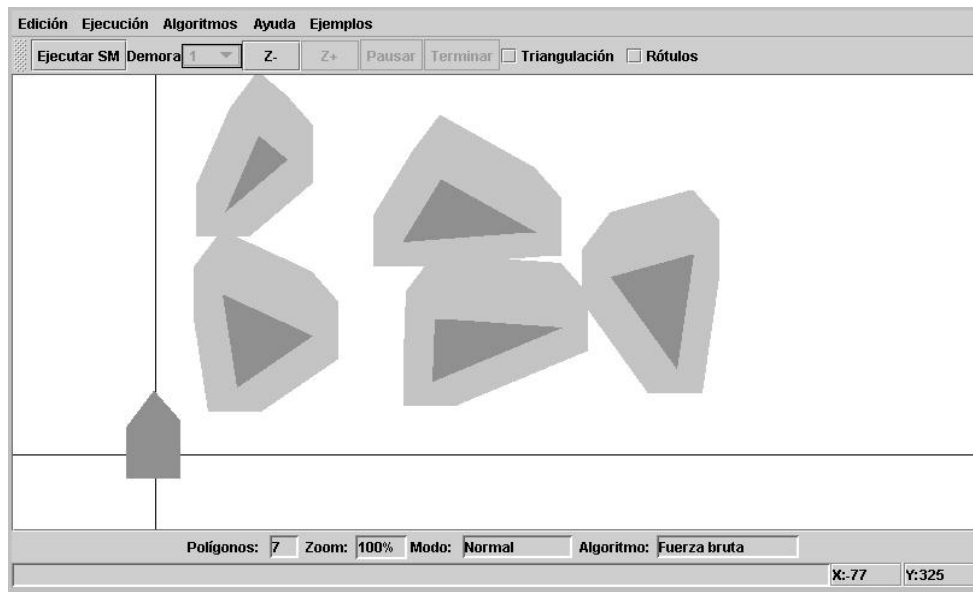 Edición Ejecución Algoritmos Ayuda Ejemplos
Ejecutar SM Demora 1 Z- Z+ Pausar Terminar Triangulación Rótulos
Polígonos: 7 Zoom: 100% Modo: Normal Algoritmo: Fuerza bruta
X:-77 Y:325